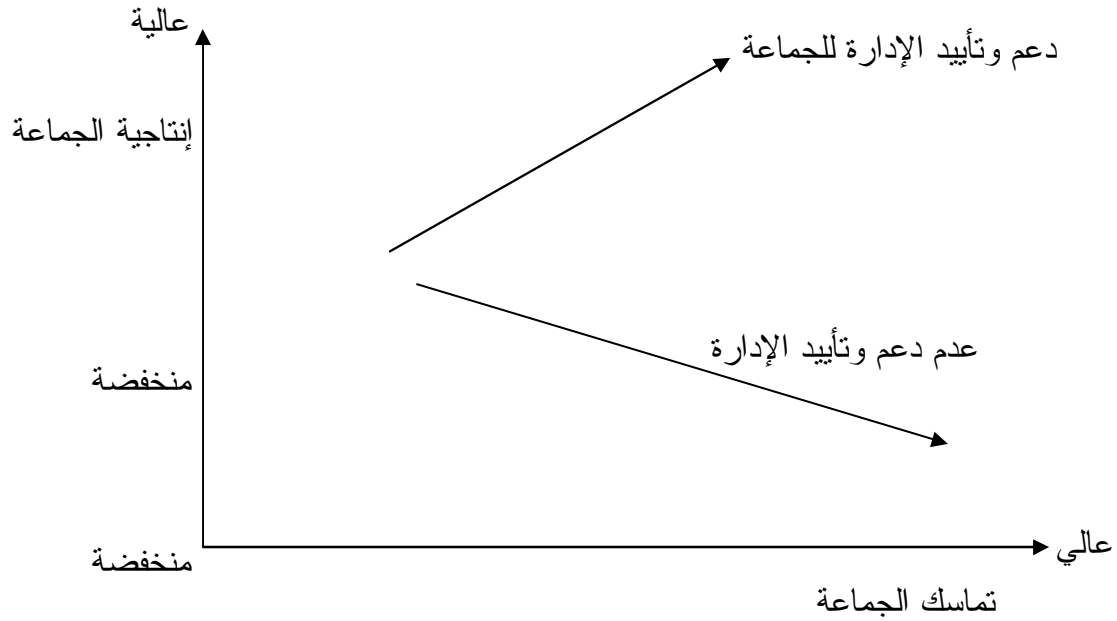 عالية
دعم وتأييد الإدارة للجماعة
إنتاجية الجماعة
عدم دعم وتأييد الإدارة
منخفضة
عالي
منخفضة
تماسك الجماعة